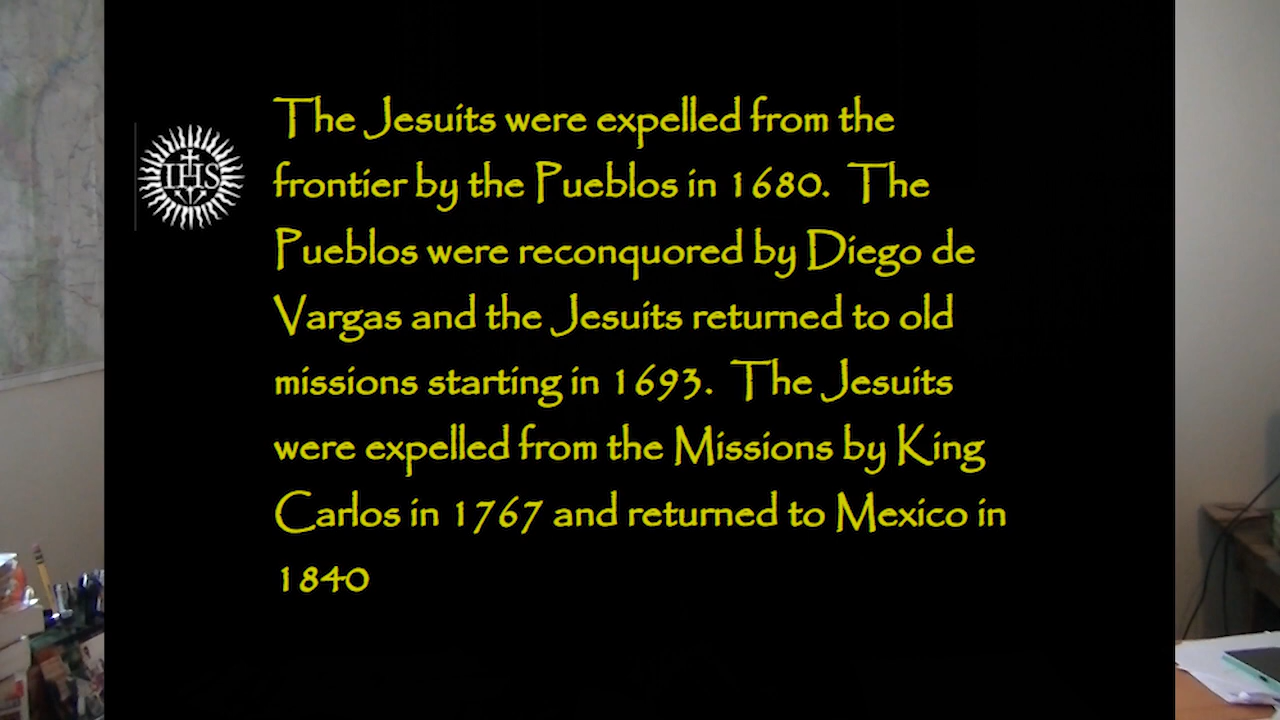 IHS
The Jesuits were expelled from the
frontier by the Pueblos in 1680. The
Pueblos were reconquored by Diego de
Vargas and the Jesuits returned to old
missions starting in 1693. The Jesuits
were expelled from the Missions by King
Carlos in 1767 and returned to Mexico in
1840